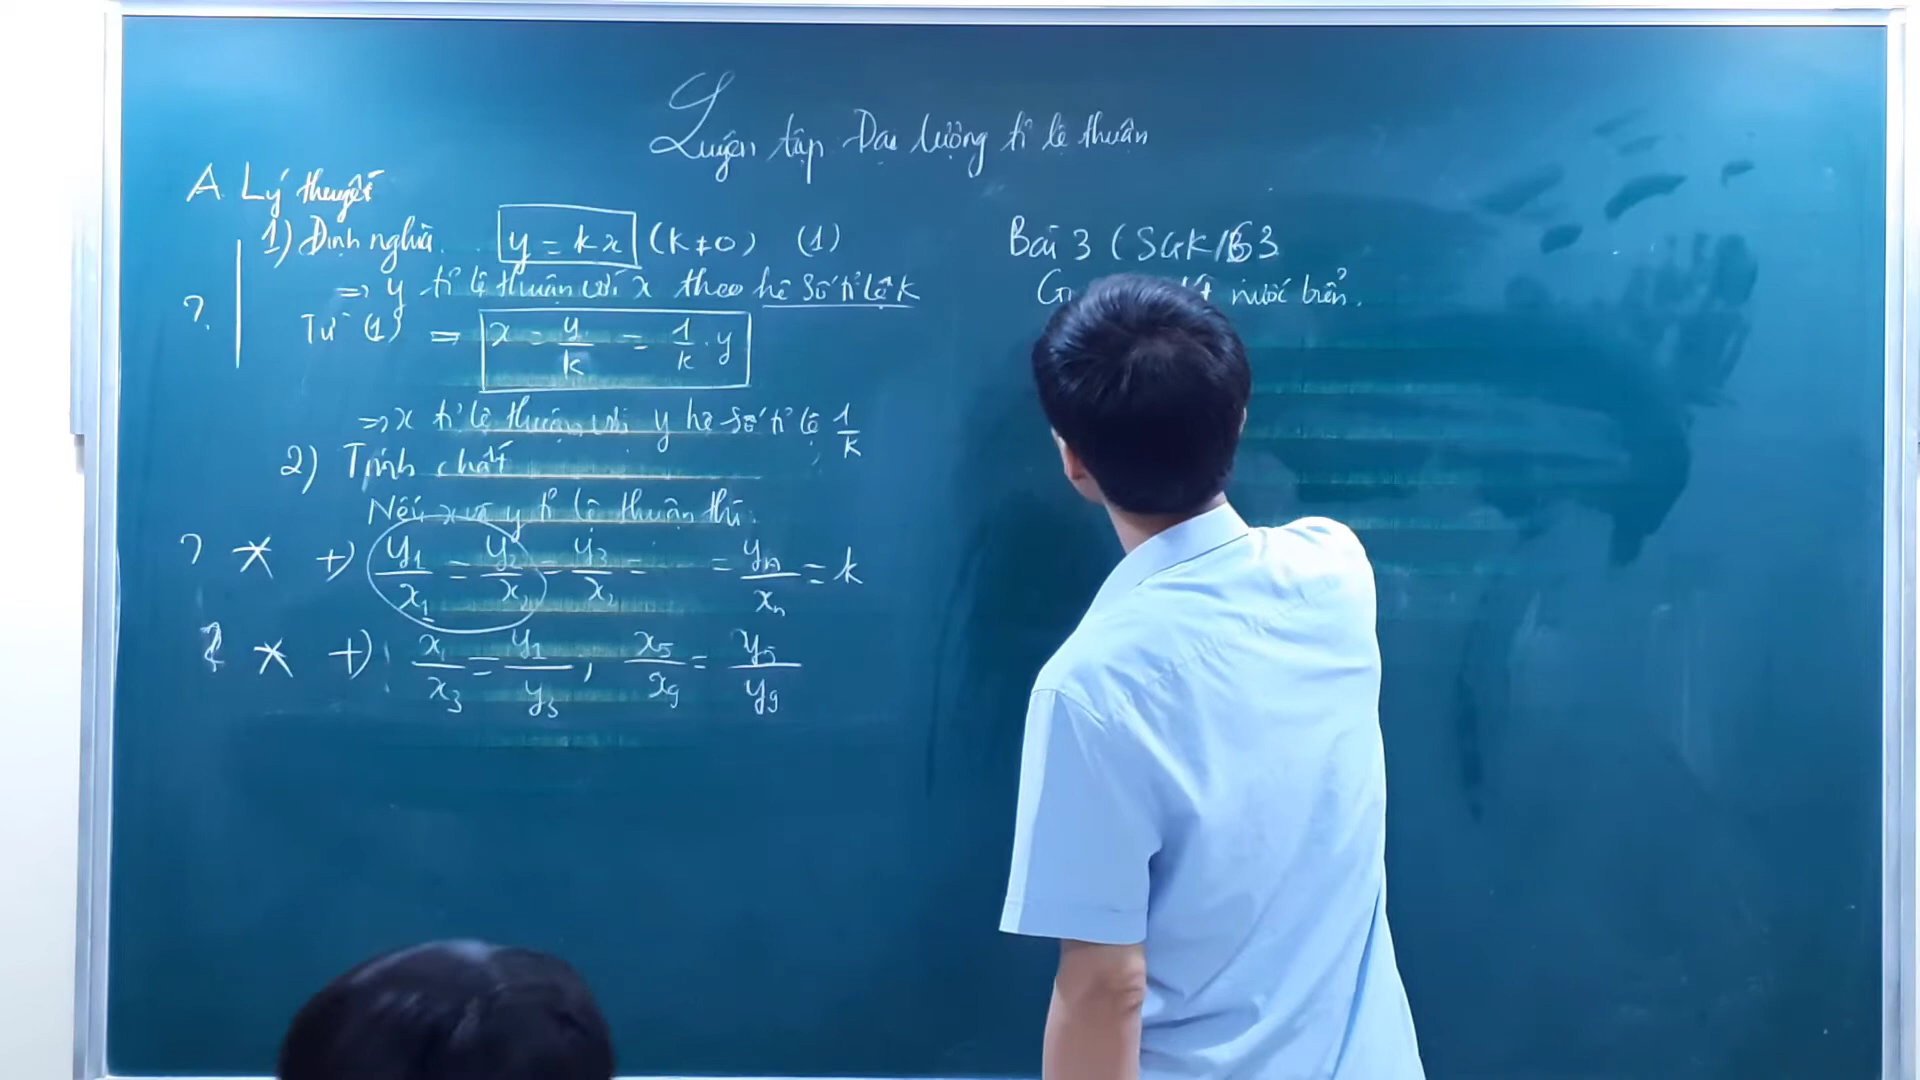 Luyện tập Đại lượng tỉ lệ thuận
A. Lý thuyết
1) Định nghĩa. y = kx (k≠0) (1)
=> y tỉ lệ thuận với x theo hệ số tỉ lệ k
?.
Từ (1) => x = y/k = 1/k . y
=> x tỉ lệ thuận với y hệ số tỉ lệ 1/k
2) Tính chất
Nếu x và y tỉ lệ thuận thì:
? * +) y₁/x₁ = y₂/x₂ = y₃/x₂ = = yₙ/xₙ = k
? * +) x₁/x₃ = y₁/y₃ , x₅/x₉ = y₅/y₉
Bài 3 (SGK/63
nước biển.